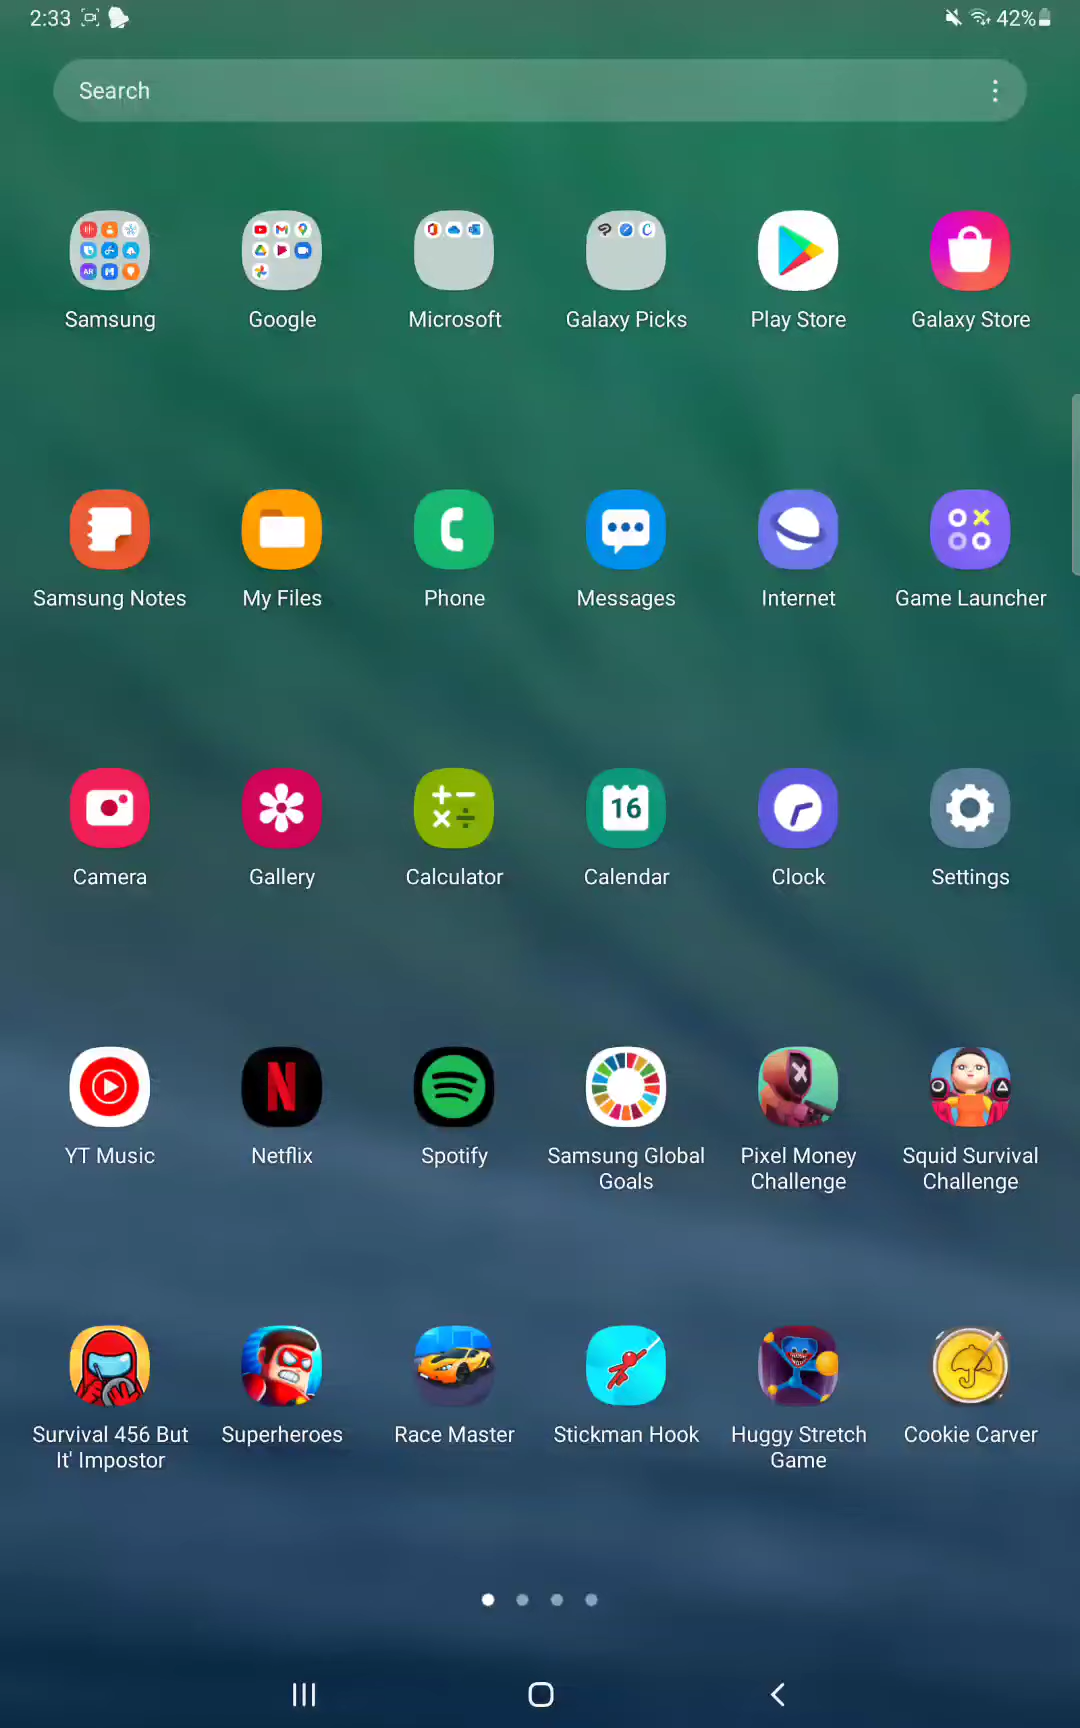 2:33 42%
Search
Samsung Google Microsoft Galaxy Picks Play Store Galaxy Store
Samsung Notes My Files Phone Messages Internet Game Launcher
16
Camera Gallery Calculator Calendar Clock Settings
N
YT Music Netflix Spotify Samsung Global Pixel Money Squid Survival
Goals Challenge Challenge
Survival 456 But Superheroes Race Master Stickman Hook Huggy Stretch Cookie Carver
It' Impostor Game